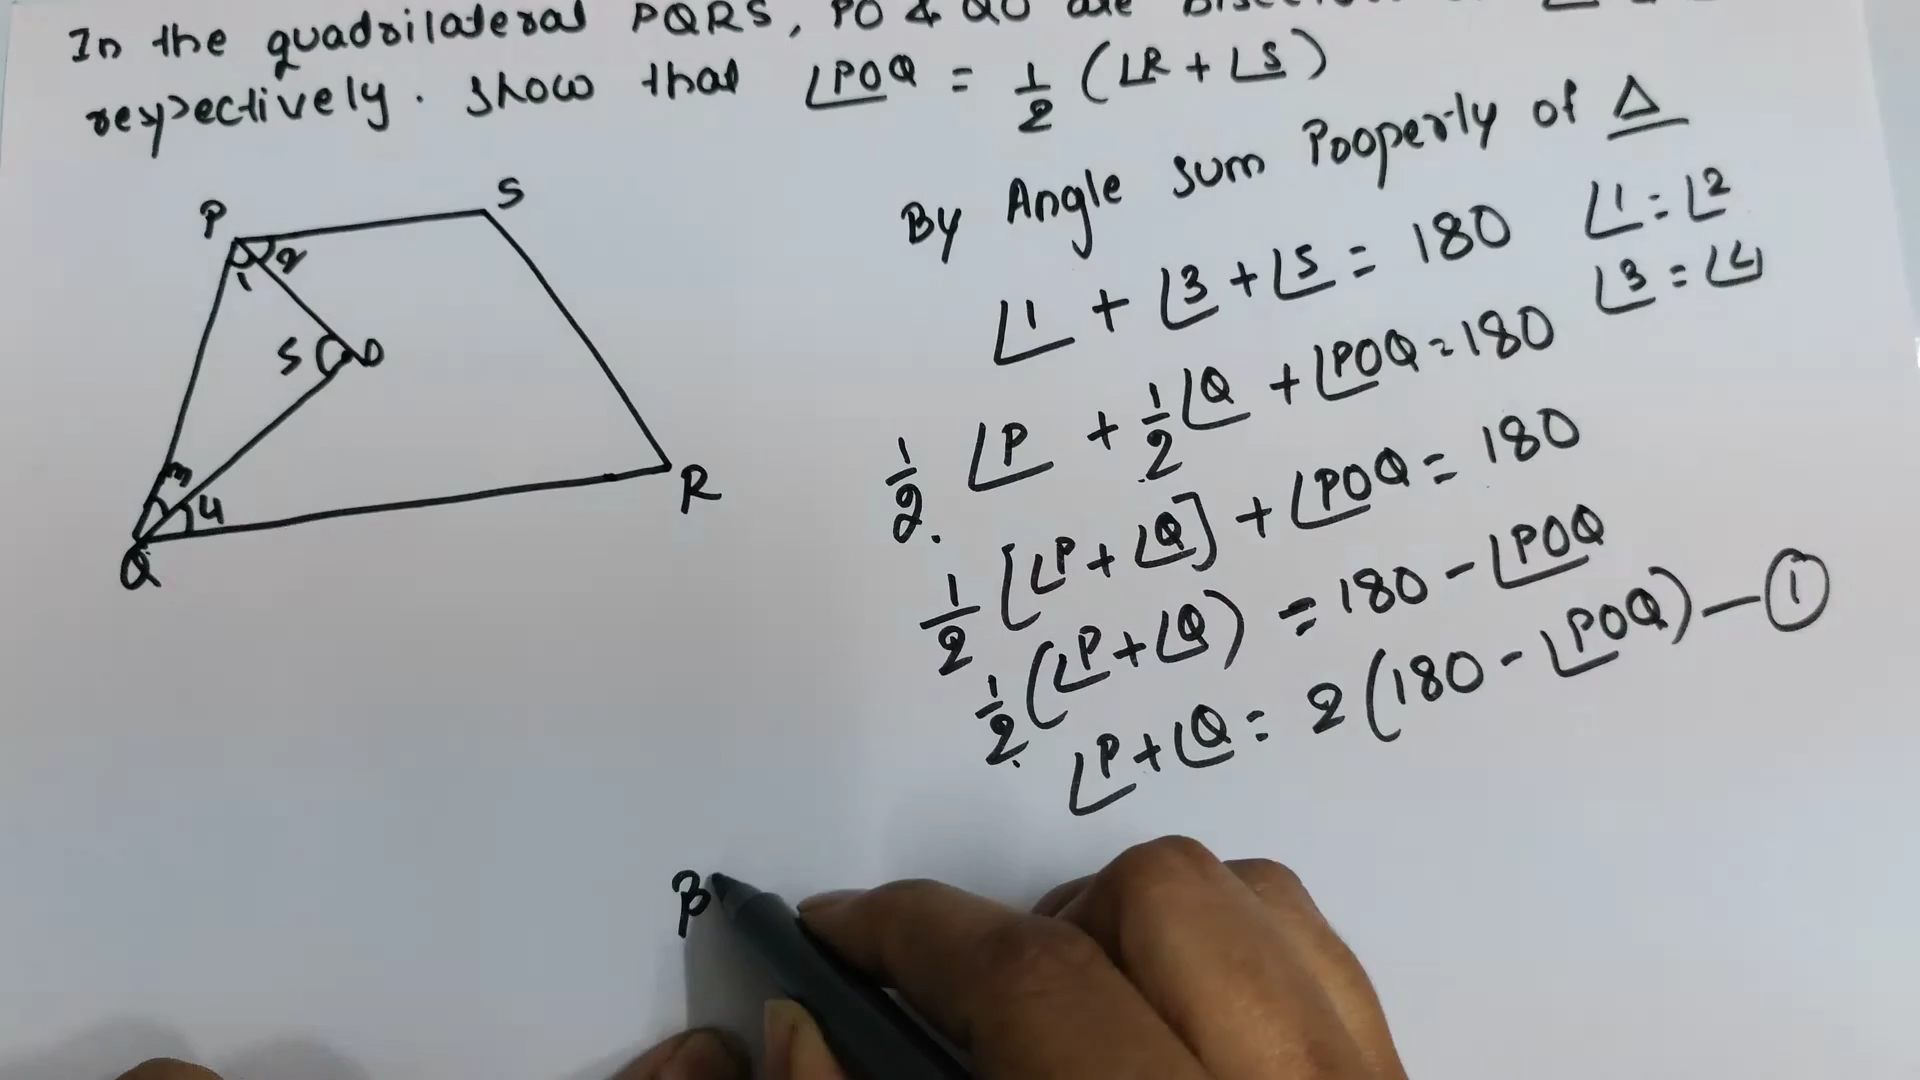 In the quadrilateral PQRS, PO & QO are
respectively. show that ∠POQ = 1/2 (∠R + ∠S)
By Angle sum Pooperly of Δ
∠1 + ∠3 + ∠5 = 180
∠1 = ∠2
∠3 = ∠4
1/2 ∠P + 1/2 ∠Q + ∠POQ = 180
1/2 [∠P + ∠Q] + ∠POQ = 180
1/2 (∠P + ∠Q) = 180 - ∠POQ
∠P + ∠Q = 2 (180 - ∠POQ) — ①
P
S
2
1
5
O
3
4
Q
R
B